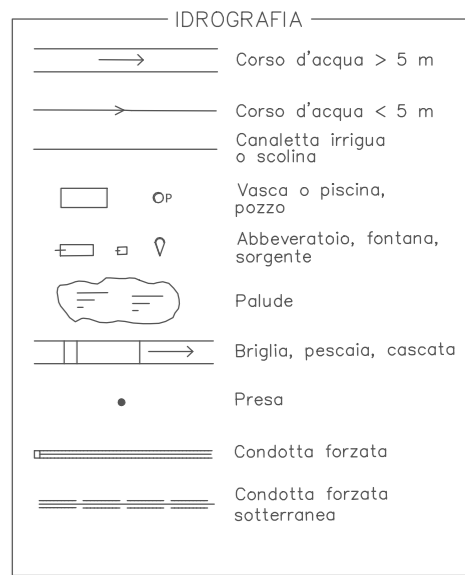 IDROGRAFIA
Corso d'acqua > 5 m
Corso d'acqua < 5 m
Canaletta irrigua
o scolina
Vasca o piscina,
pozzo
P
Abbeveratoio, fontana,
sorgente
Palude
Briglia, pescaia, cascata
Presa
Condotta forzata
Condotta forzata
sotterranea